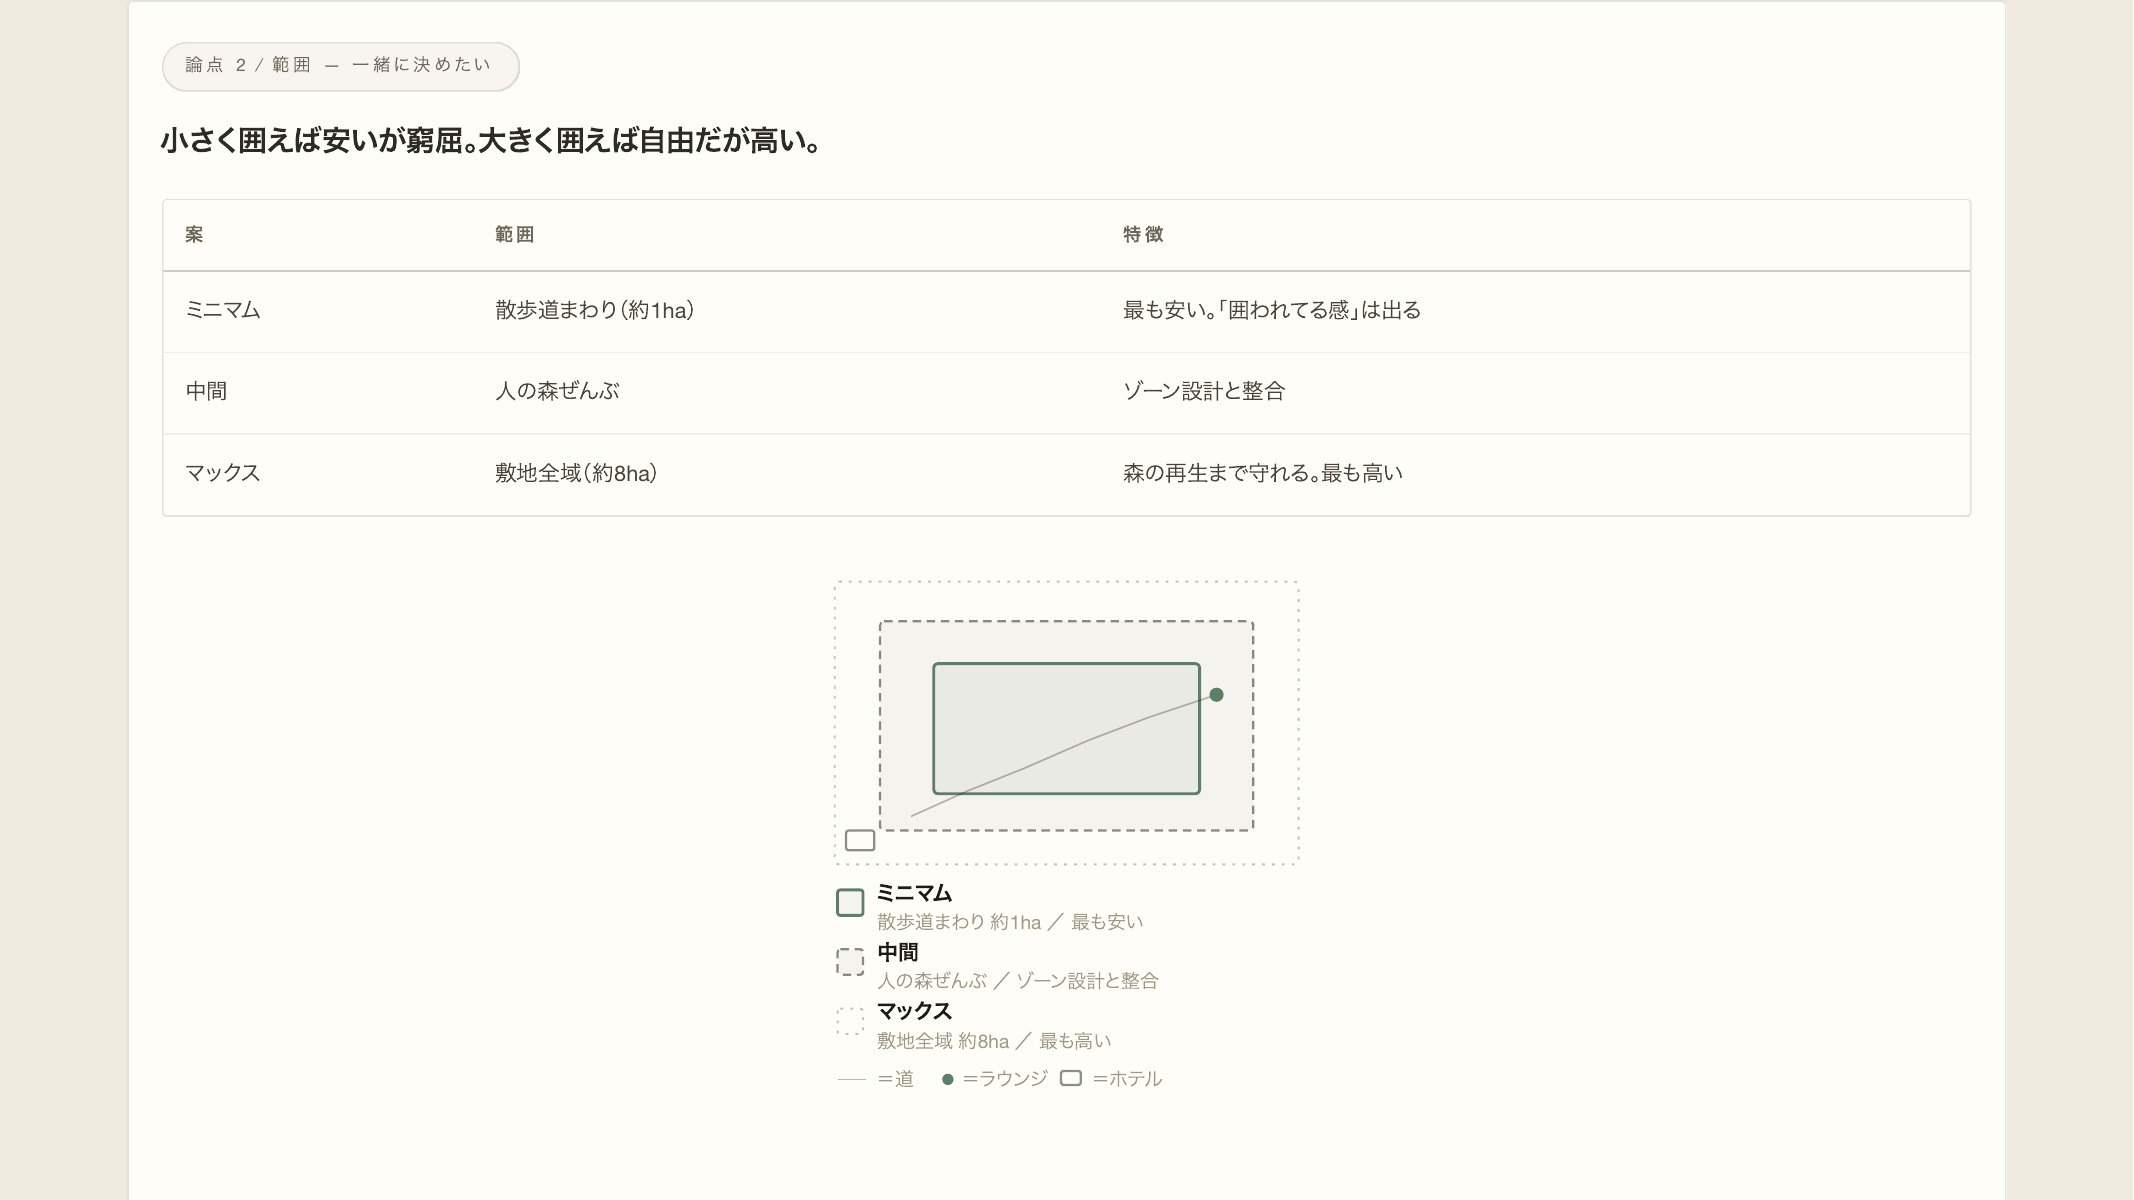 論点 2 / 範囲 — 一緒に決めたい
小さく囲えば安いが窮屈。大きく囲えば自由だが高い。
案 範囲 特徴
ミニマム 散歩道まわり（約1ha） 最も安い。「囲われてる感」は出る
中間 人の森ぜんぶ ゾーン設計と整合
マックス 敷地全域（約8ha） 森の再生まで守れる。最も高い
ミニマム
散歩道まわり 約1ha ／ 最も安い
中間
人の森ぜんぶ ／ ゾーン設計と整合
マックス
敷地全域 約8ha ／ 最も高い
＝道 ＝ラウンジ ＝ホテル